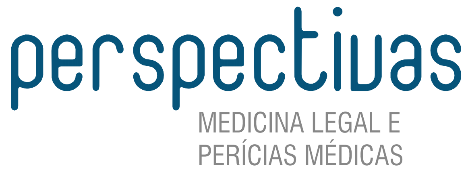 perspectivas
MEDICINA LEGAL E
PERÍCIAS MÉDICAS